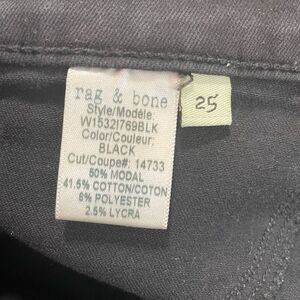 rag & bone
Style/Modèle:
W1532I769BLK
Color/Couleur:
BLACK
Cut/Coupe#: 14733
50% MODAL
41.5% COTTON/COTON
6% POLYESTER
2.5% LYCRA
25